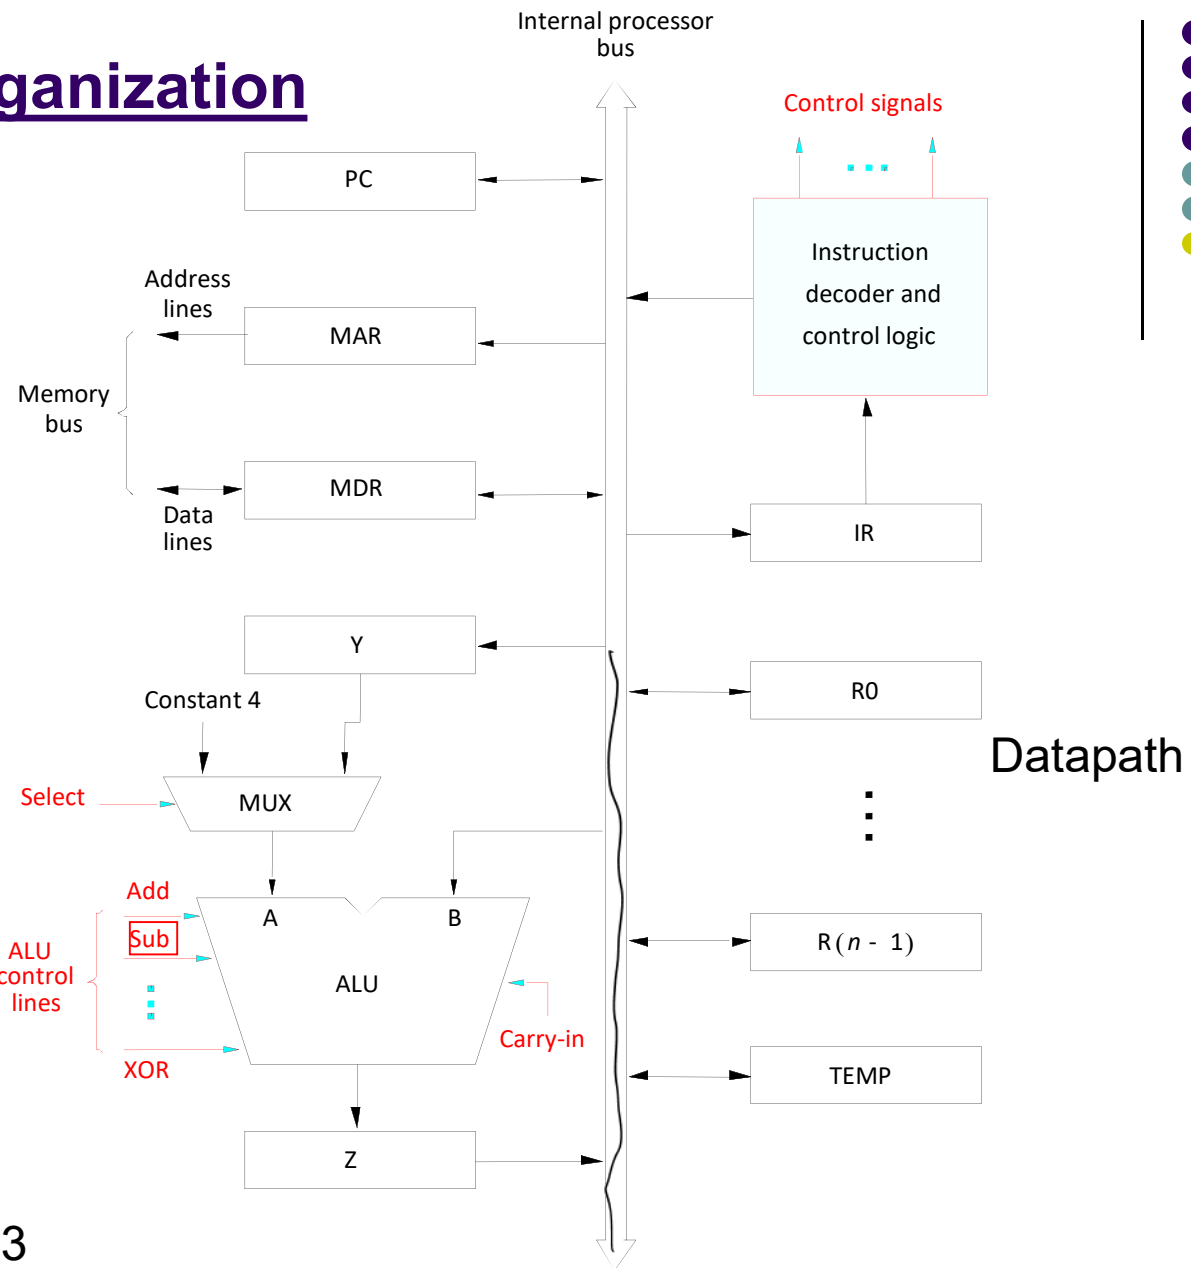 Internal processor
bus
ganization
Control signals
PC
Instruction
decoder and
control logic
Address
lines
MAR
Memory
bus
MDR
Data
lines
IR
Y
R0
Constant 4
Datapath
Select
MUX
Add
A
B
Sub
ALU
control
lines
ALU
R(n - 1)
Carry-in
XOR
TEMP
Z
3